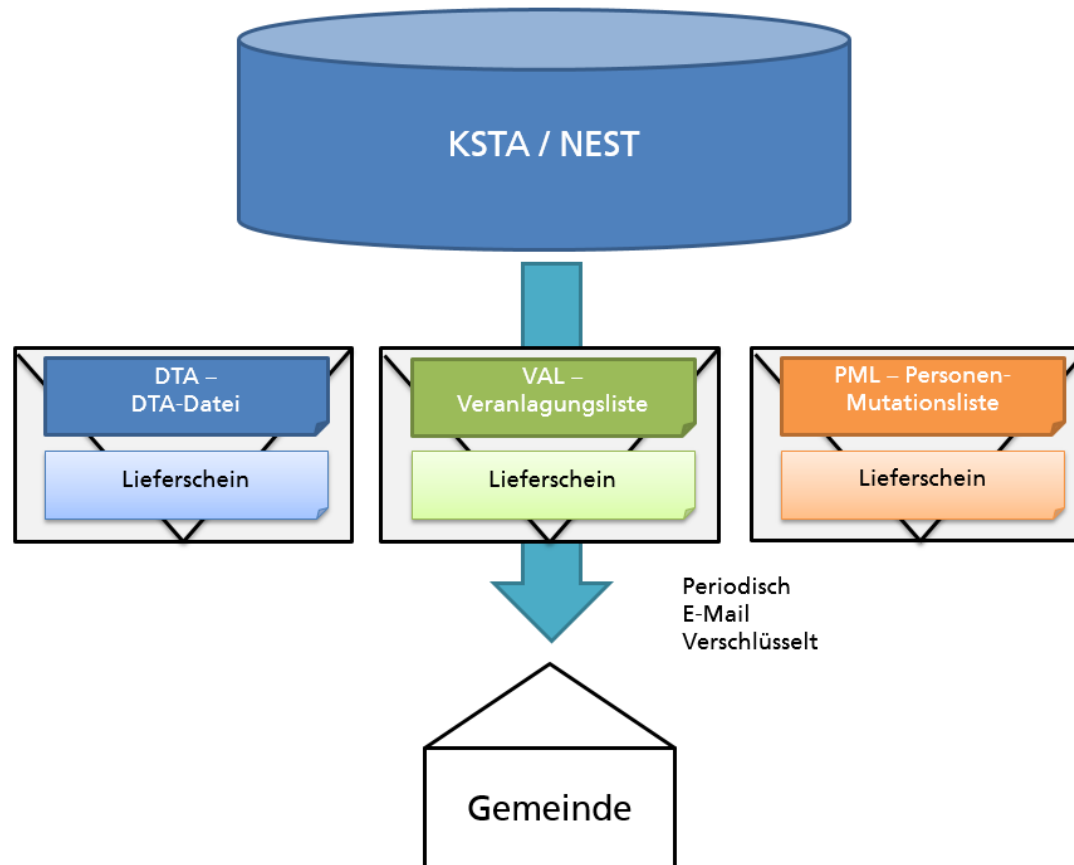 KSTA / NEST
DTA –
DTA-Datei
Lieferschein
VAL –
Veranlagungsliste
Lieferschein
PML – Personen-
Mutationsliste
Lieferschein
Periodisch
E-Mail
Verschlüsselt
Gemeinde